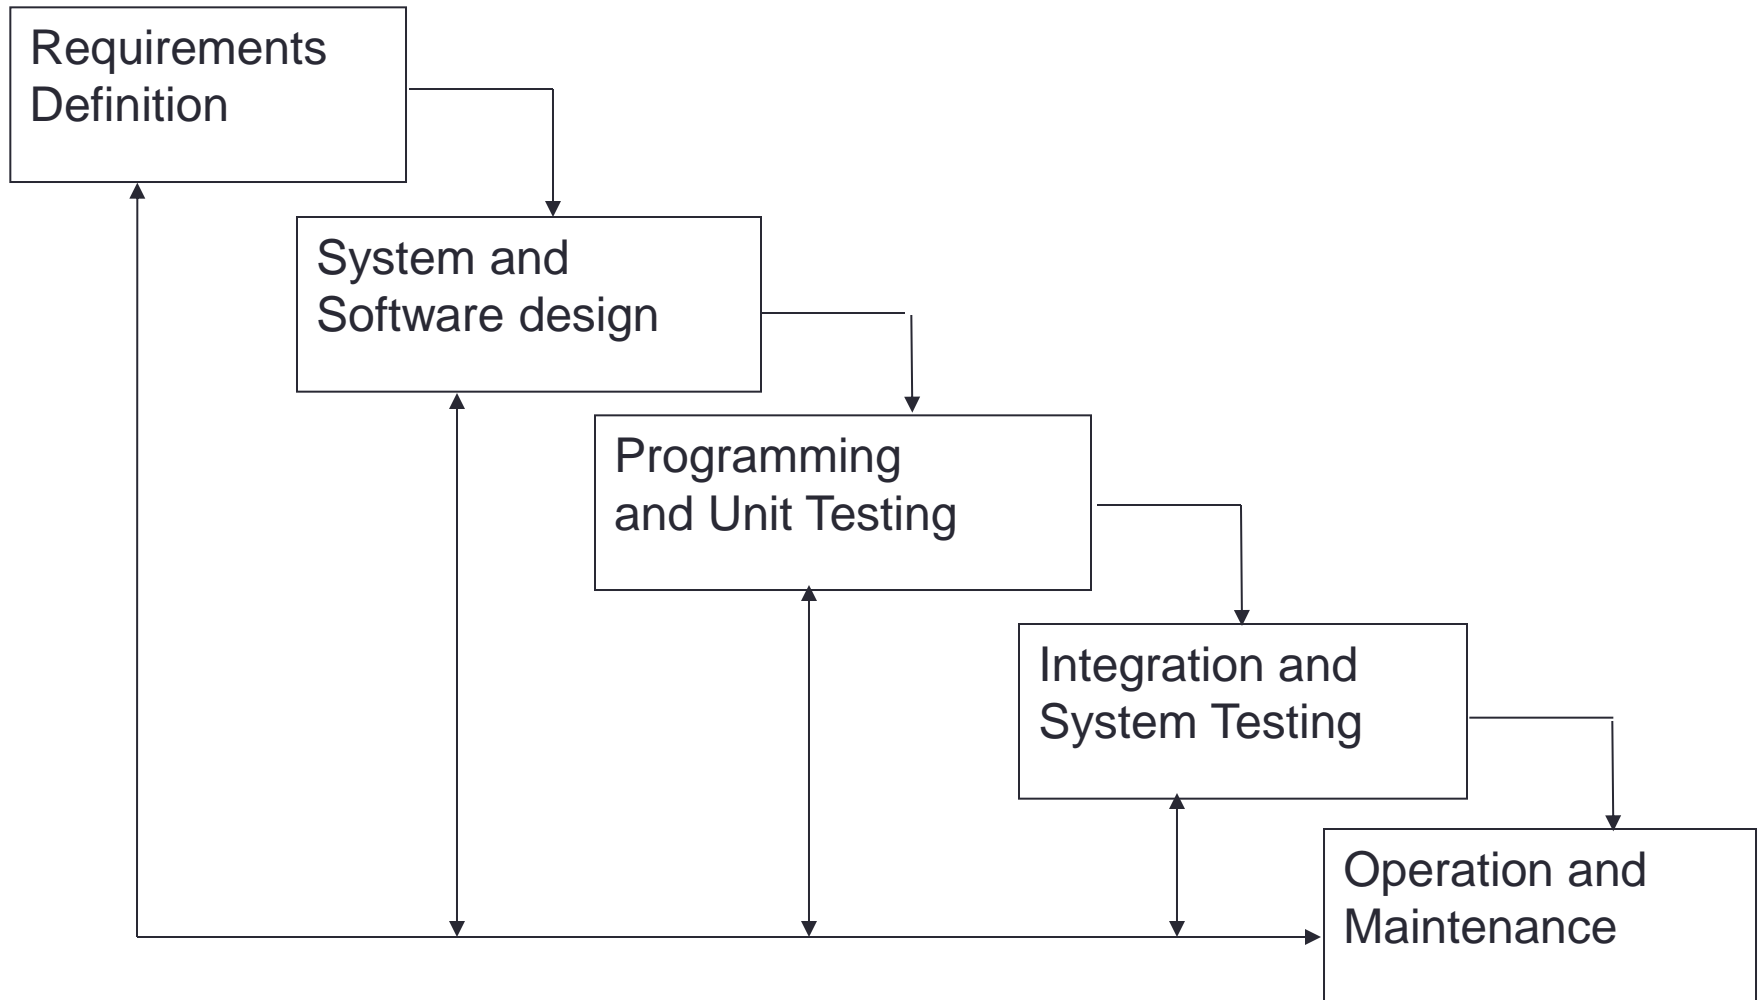 Requirements
Definition
System and
Software design
Programming
and Unit Testing
Integration and
System Testing
Operation and
Maintenance